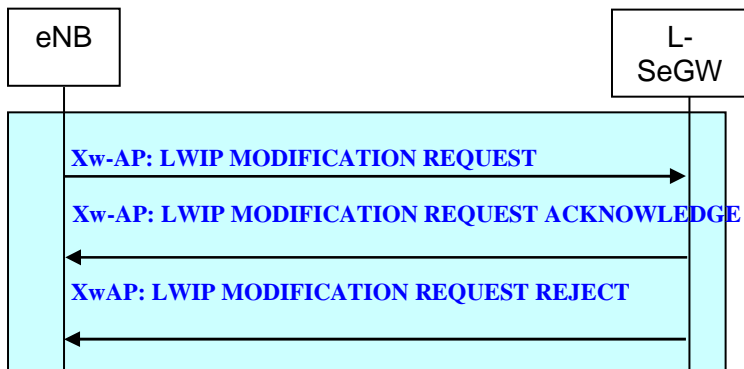 eNB
L-
SeGW
Xw-AP: LWIP MODIFICATION REQUEST
Xw-AP: LWIP MODIFICATION REQUEST ACKNOWLEDGE
XwAP: LWIP MODIFICATION REQUEST REJECT